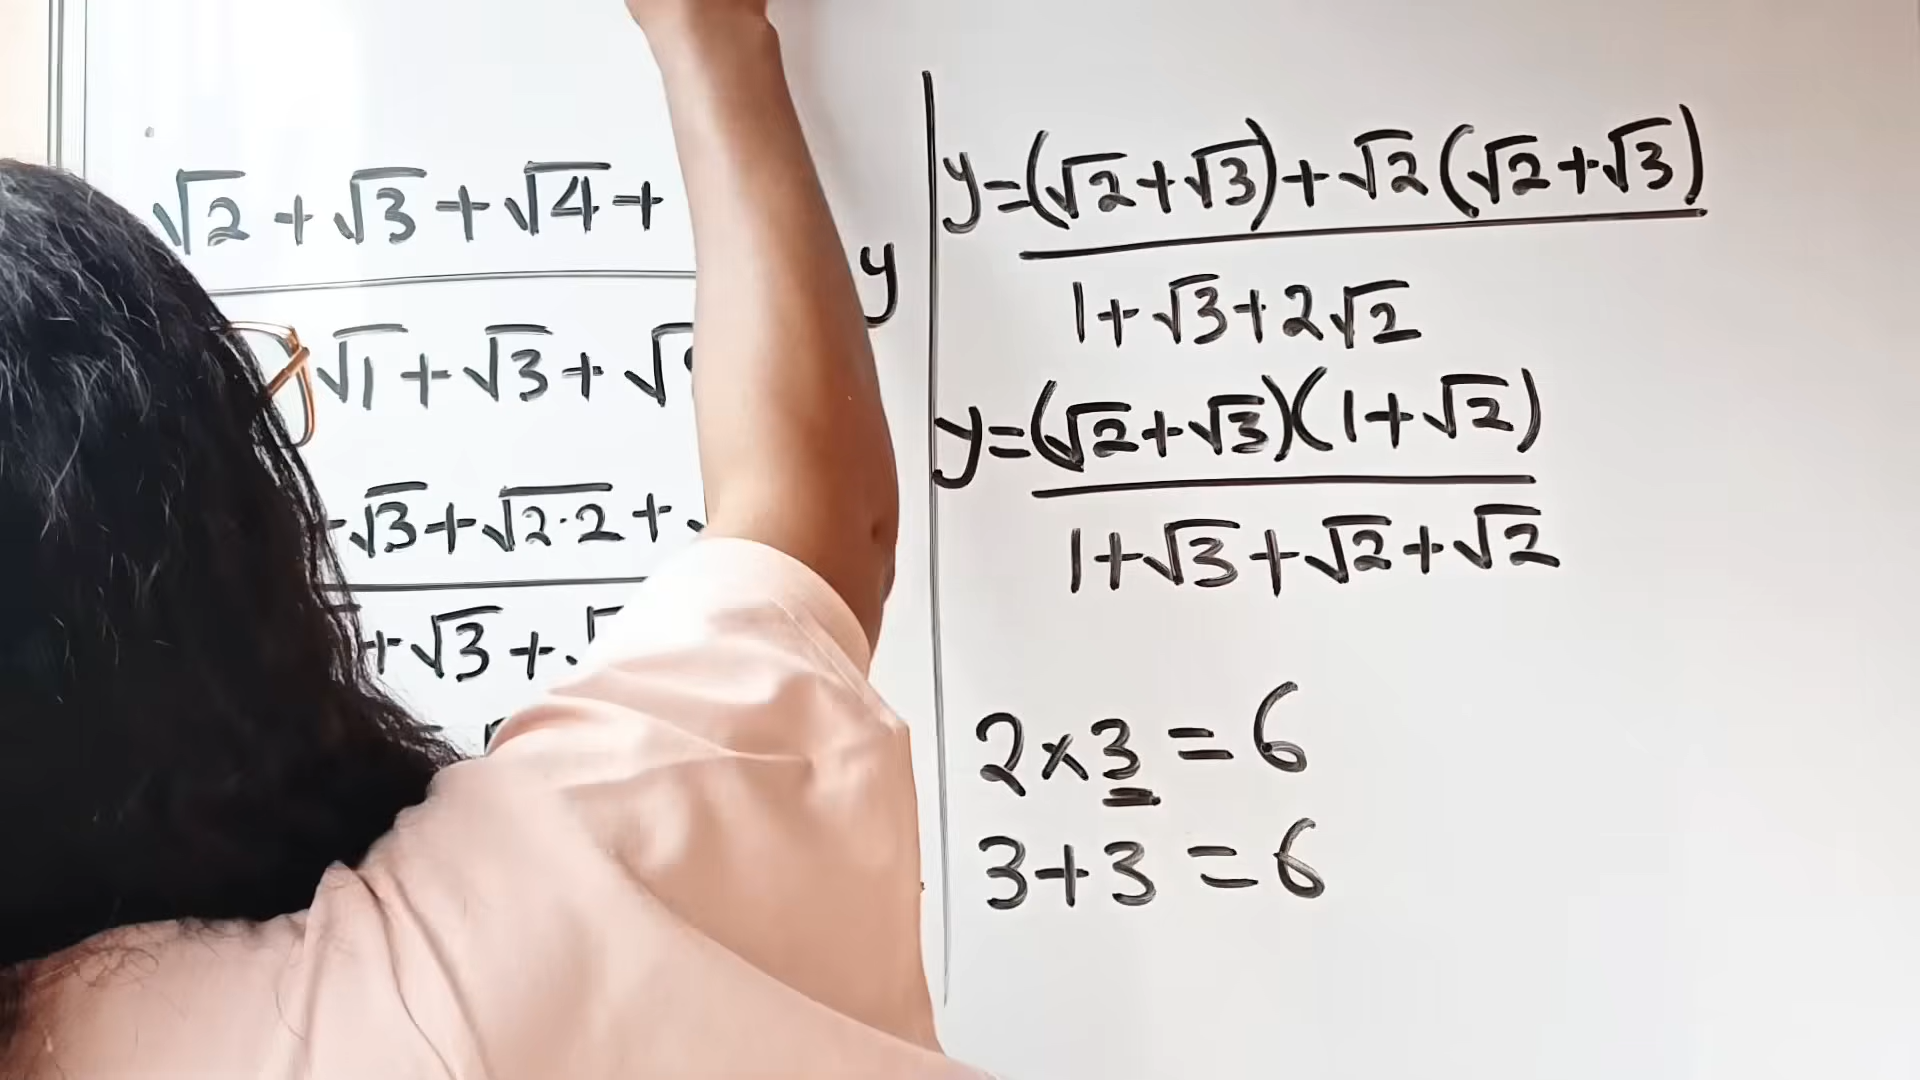 √2 + √3 + √4 +
√1 + √3 + √
y
√3 + √2·2 +
+ √3 +
y=(√2+√3)+√2(√2+√3)
1+√3+2√2
y=(√2+√3)(1+√2)
1+√3+√2+√2
2×3 = 6
3+3 = 6